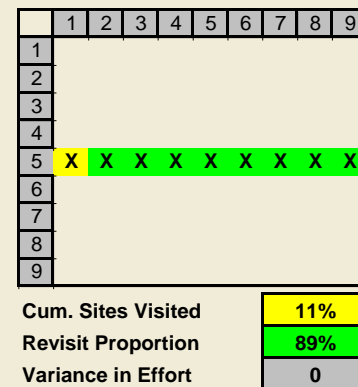 1 2 3 4 5 6 7 8 9
1
2
3
4
5 X X X X X X X X X
6
7
8
9
Cum. Sites Visited 11%
Revisit Proportion 89%
Variance in Effort 0